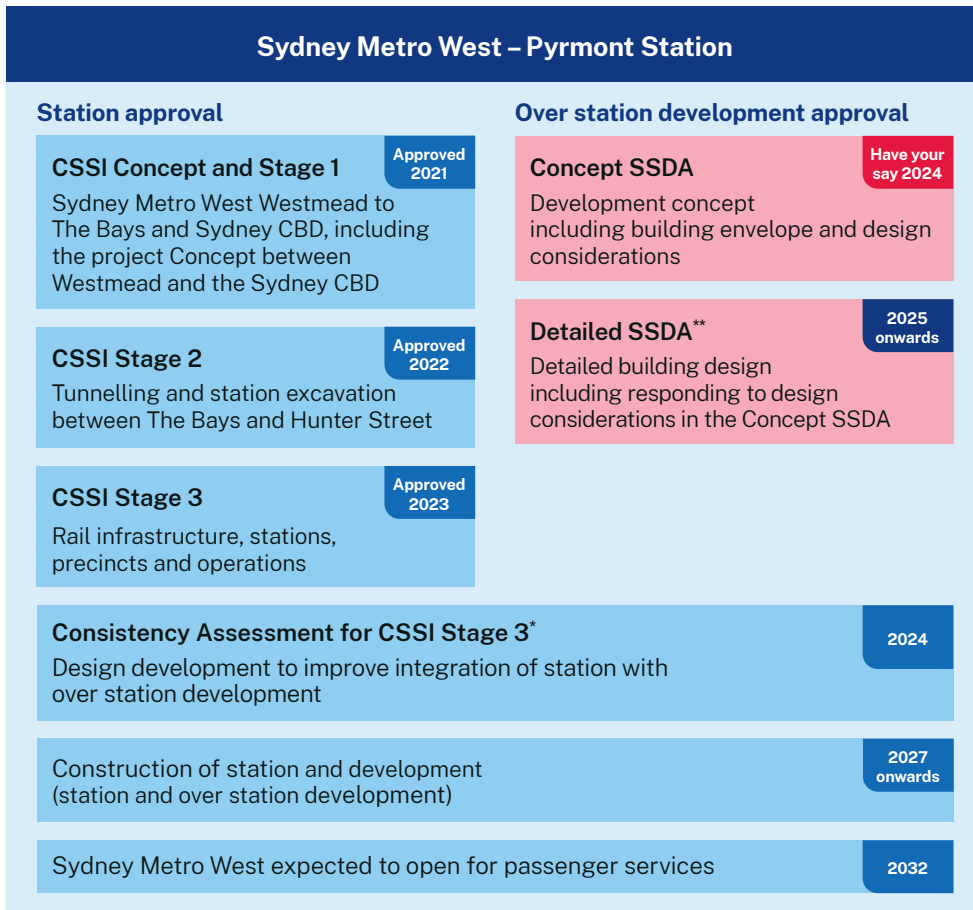 Sydney Metro West – Pyrmont Station
Station approval
CSSI Concept and Stage 1
Approved
2021
Sydney Metro West Westmead to
The Bays and Sydney CBD, including
the project Concept between
Westmead and the Sydney CBD
CSSI Stage 2
Approved
2022
Tunnelling and station excavation
between The Bays and Hunter Street
CSSI Stage 3
Approved
2023
Rail infrastructure, stations,
precincts and operations
Over station development approval
Concept SSDA
Have your
say 2024
Development concept
including building envelope and design
considerations
Detailed SSDA**
2025
onwards
Detailed building design
including responding to design
considerations in the Concept SSDA
Consistency Assessment for CSSI Stage 3*
2024
Design development to improve integration of station with
over station development
Construction of station and development
(station and over station development)
2027
onwards
Sydney Metro West expected to open for passenger services
2032